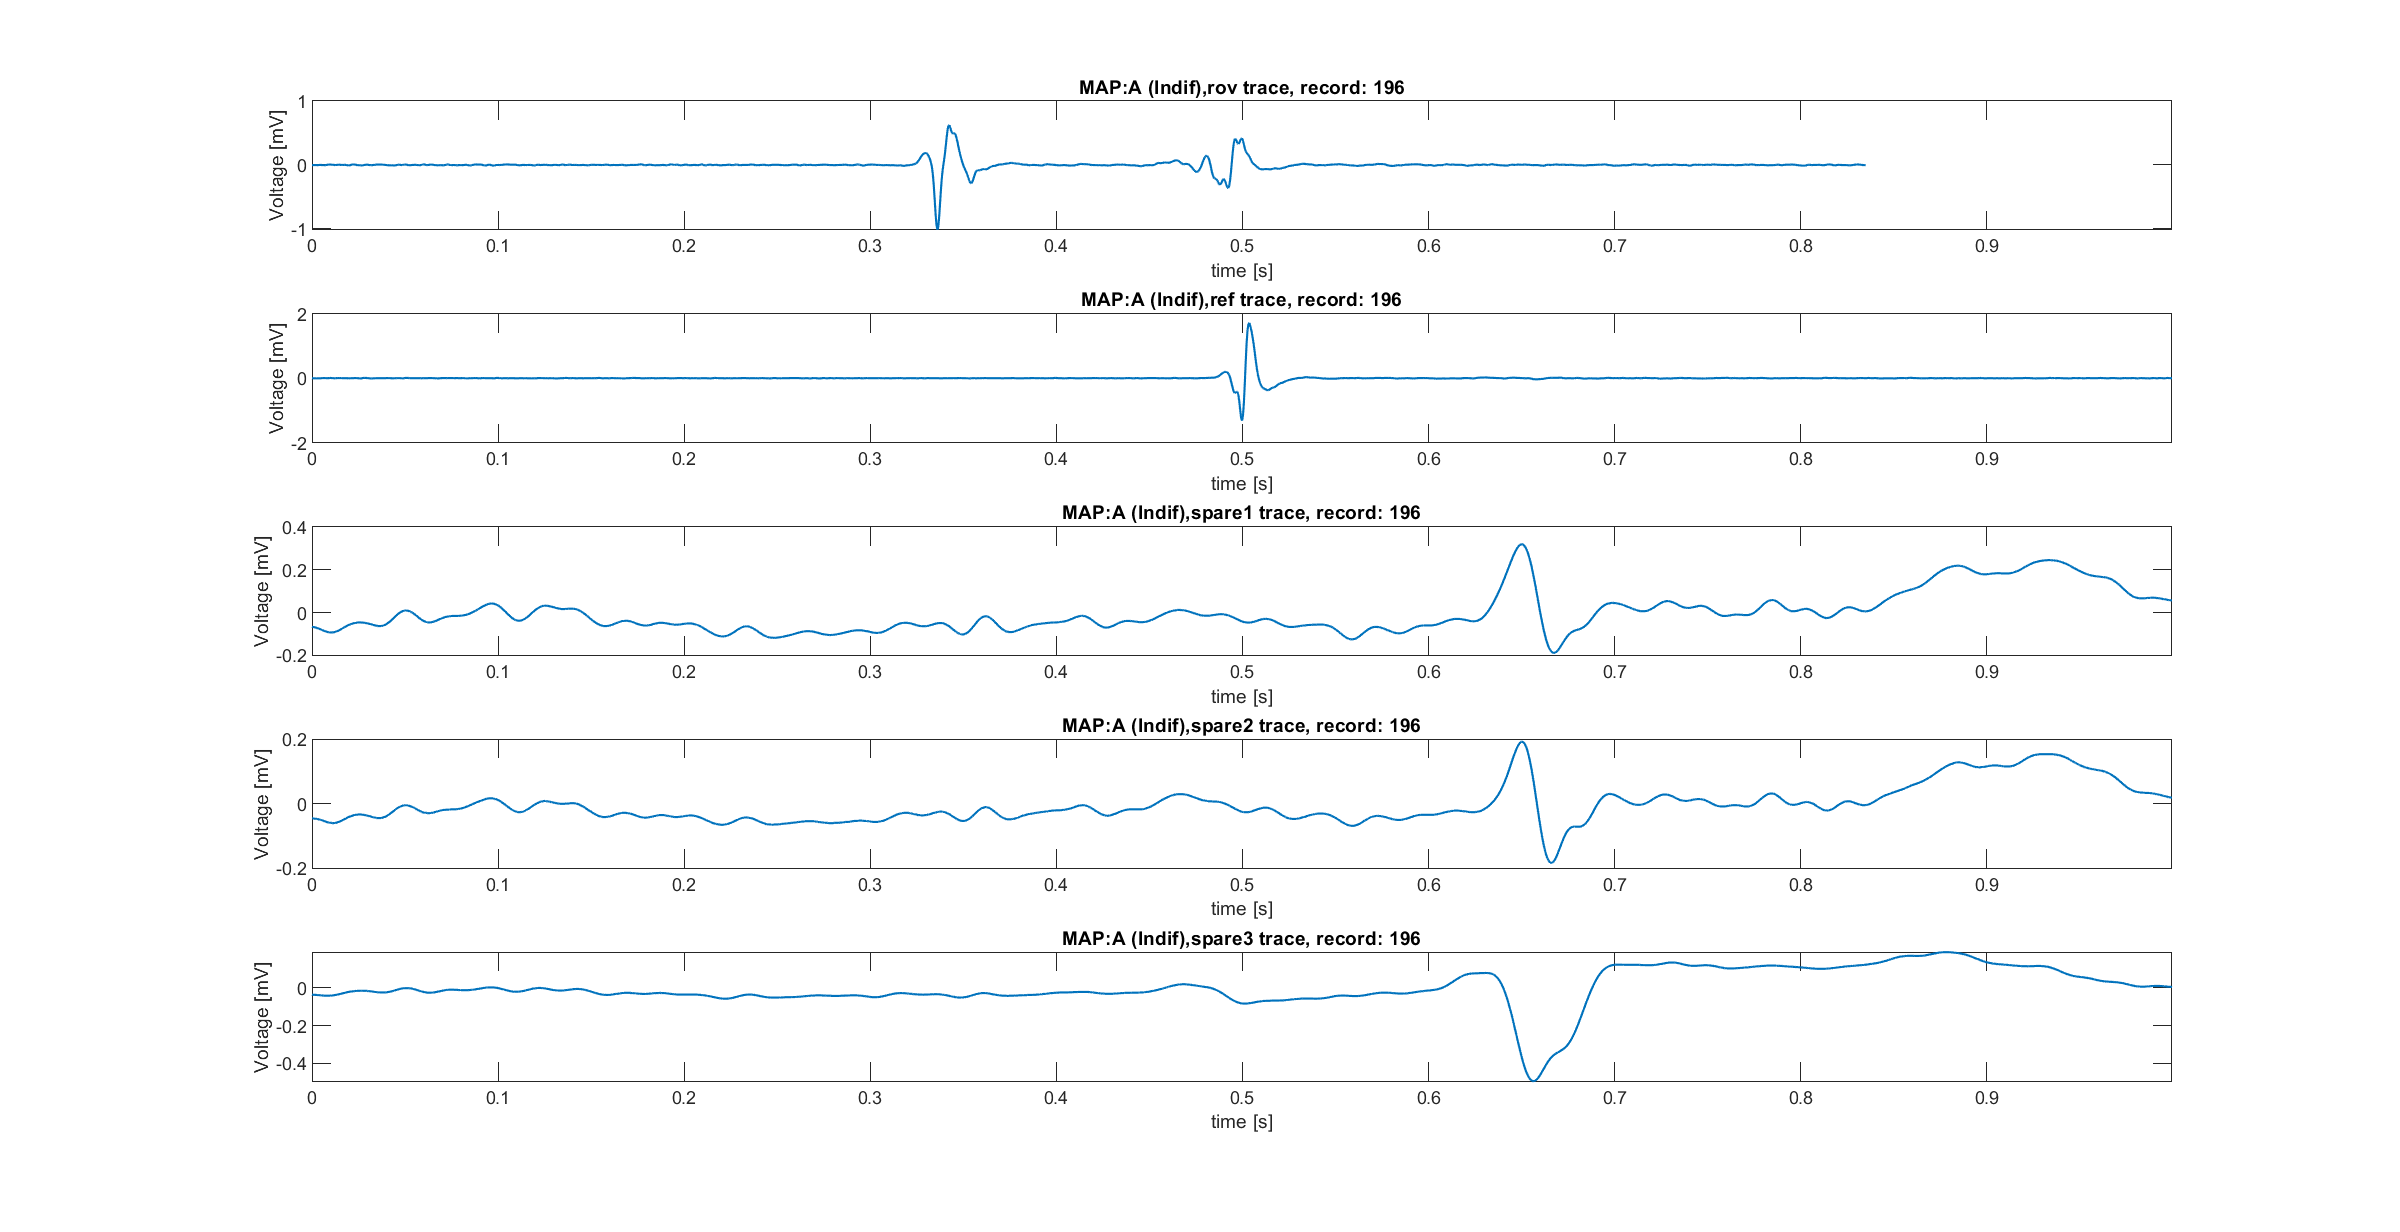 MAP:A (Indif),rov trace, record: 196
Voltage [mV]
1
0
-1
0 0.1 0.2 0.3 0.4 0.5 0.6 0.7 0.8 0.9
time [s]
MAP:A (Indif),ref trace, record: 196
Voltage [mV]
2
0
-2
0 0.1 0.2 0.3 0.4 0.5 0.6 0.7 0.8 0.9
time [s]
MAP:A (Indif),spare1 trace, record: 196
Voltage [mV]
0.4
0.2
0
-0.2
0 0.1 0.2 0.3 0.4 0.5 0.6 0.7 0.8 0.9
time [s]
MAP:A (Indif),spare2 trace, record: 196
Voltage [mV]
0.2
0
-0.2
0 0.1 0.2 0.3 0.4 0.5 0.6 0.7 0.8 0.9
time [s]
MAP:A (Indif),spare3 trace, record: 196
Voltage [mV]
0
-0.2
-0.4
0 0.1 0.2 0.3 0.4 0.5 0.6 0.7 0.8 0.9
time [s]